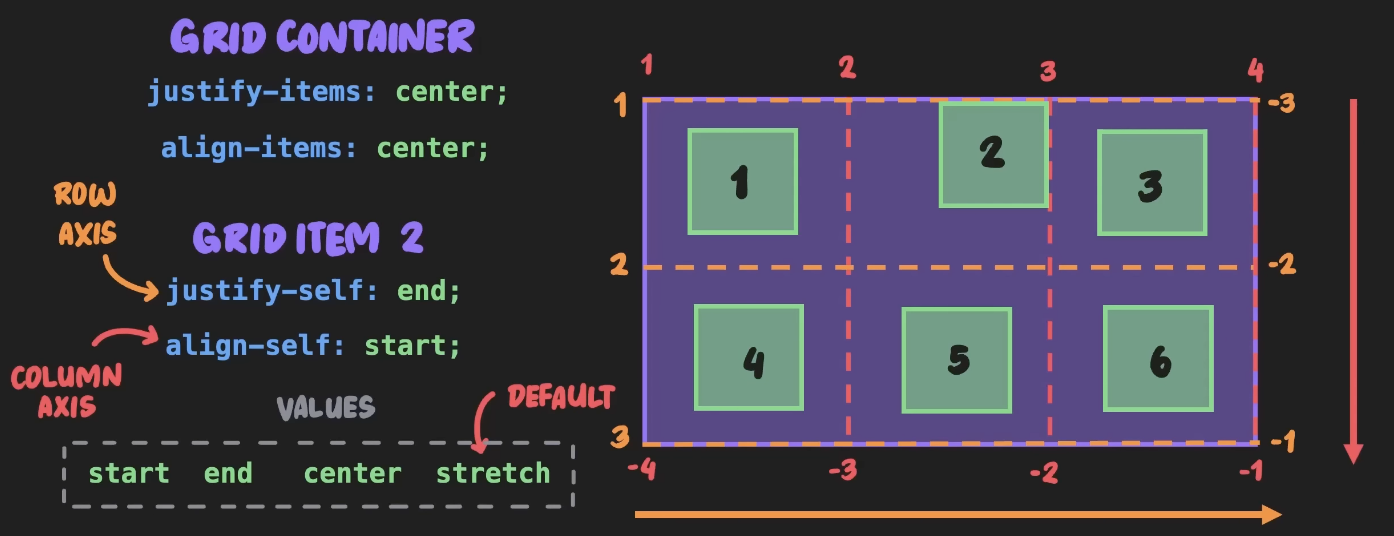 GRID CONTAINER
justify-items: center;
align-items: center;
ROW
AXIS
GRID ITEM 2
justify-self: end;
align-self: start;
COLUMN
AXIS
VALUES
DEFAULT
start end center stretch
1 2 3 4
1 -3
1 2 3
2 -2
4 5 6
3 -1
-4 -3 -2 -1